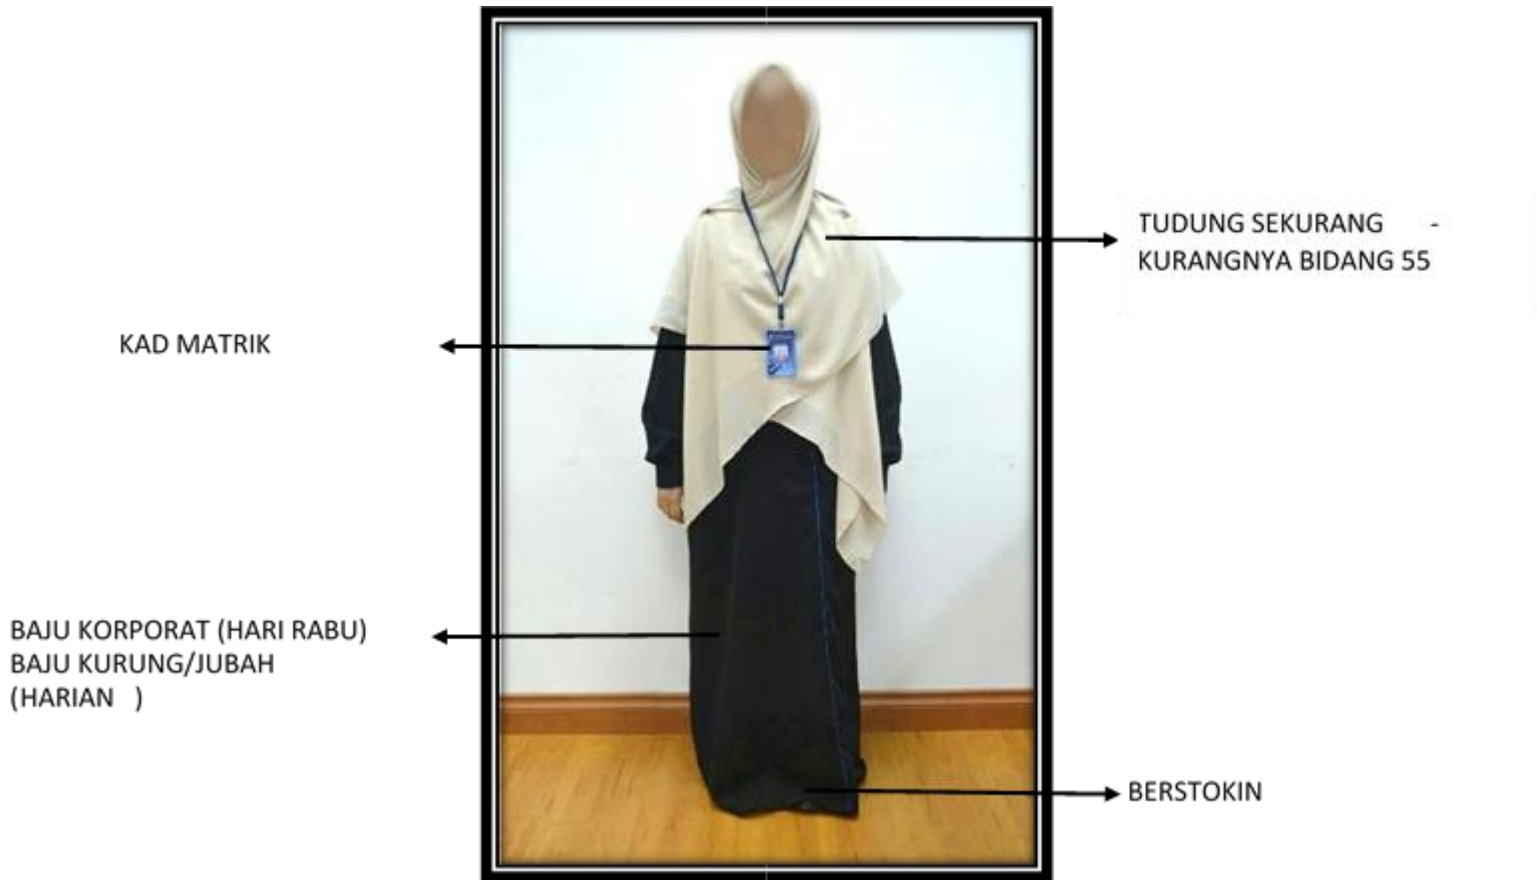 TUDUNG SEKURANG -
KURANGNYA BIDANG 55
KAD MATRIK
BAJU KORPORAT (HARI RABU)
BAJU KURUNG/JUBAH
(HARIAN )
BERSTOKIN